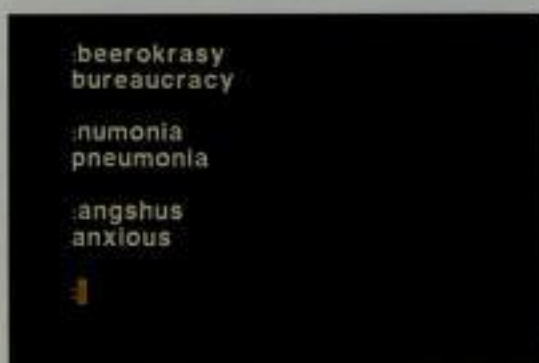 :beerokrasy
bureaucracy
:numonia
pneumonia
:angshus
anxious
: